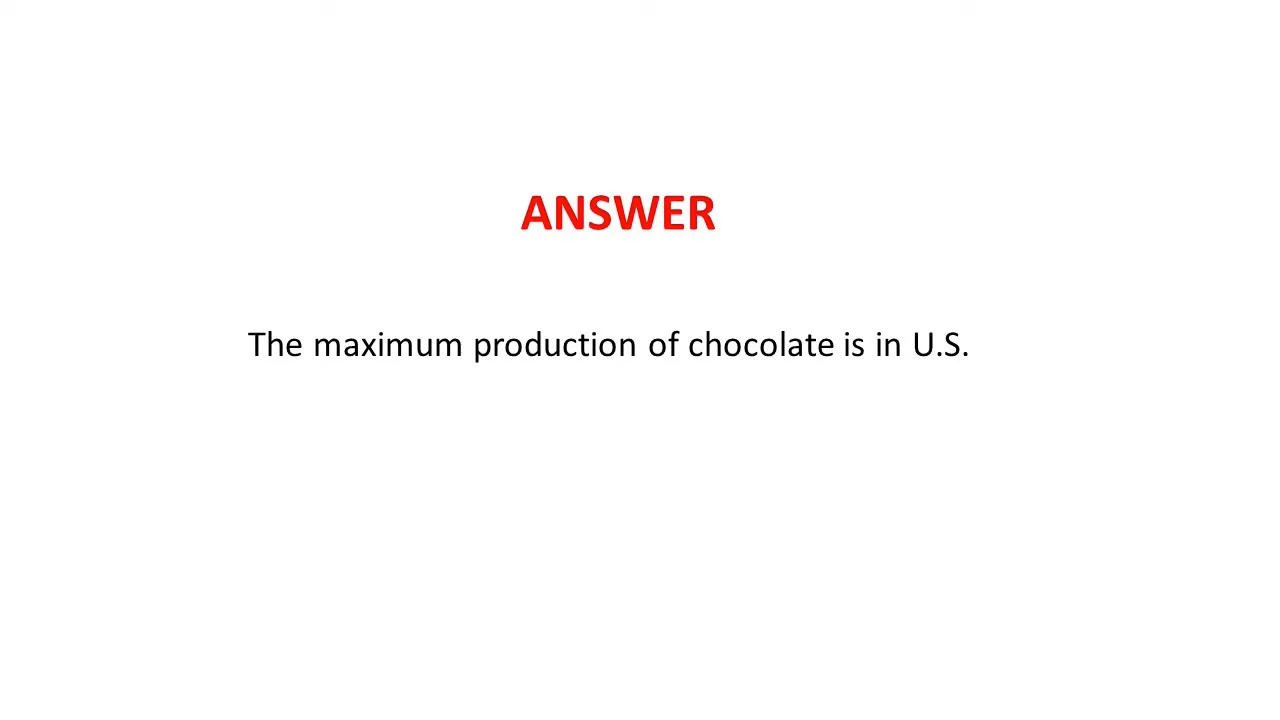 ANSWER
The maximum production of chocolate is in U.S.